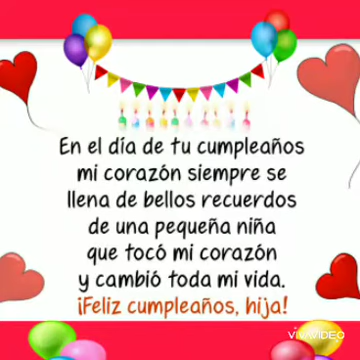 En el día de tu cumpleaños
mi corazón siempre se
llena de bellos recuerdos
de una pequeña niña
que tocó mi corazón
y cambió toda mi vida.
¡Feliz cumpleaños, hija!
VIVAVIDEO